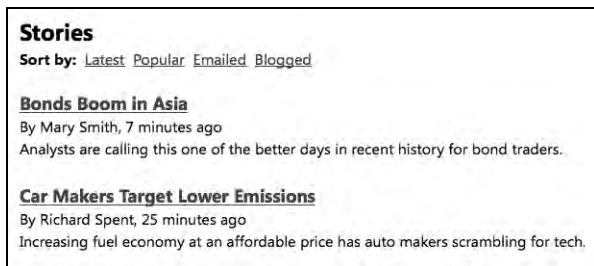 Stories
Sort by: Latest Popular Emailed Blogged
Bonds Boom in Asia
By Mary Smith, 7 minutes ago
Analysts are calling this one of the better days in recent history for bond traders.
Car Makers Target Lower Emissions
By Richard Spent, 25 minutes ago
Increasing fuel economy at an affordable price has auto makers scrambling for tech.